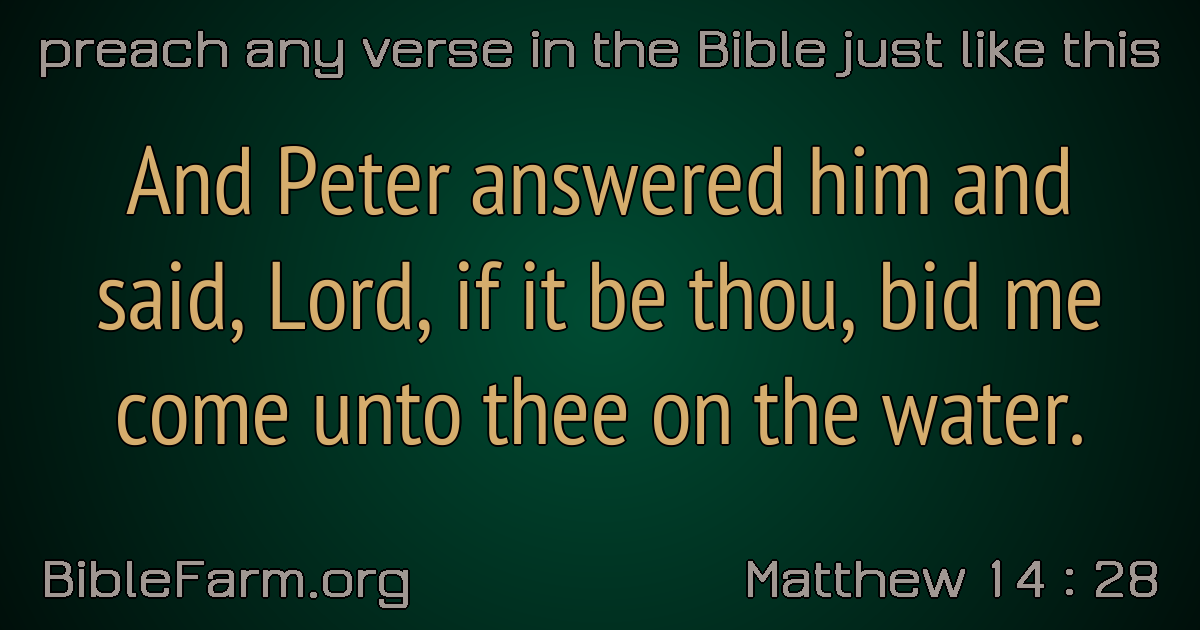 preach any verse in the Bible just like this
And Peter answered him and
said, Lord, if it be thou, bid me
come unto thee on the water.
BibleFarm.org
Matthew 14 : 28